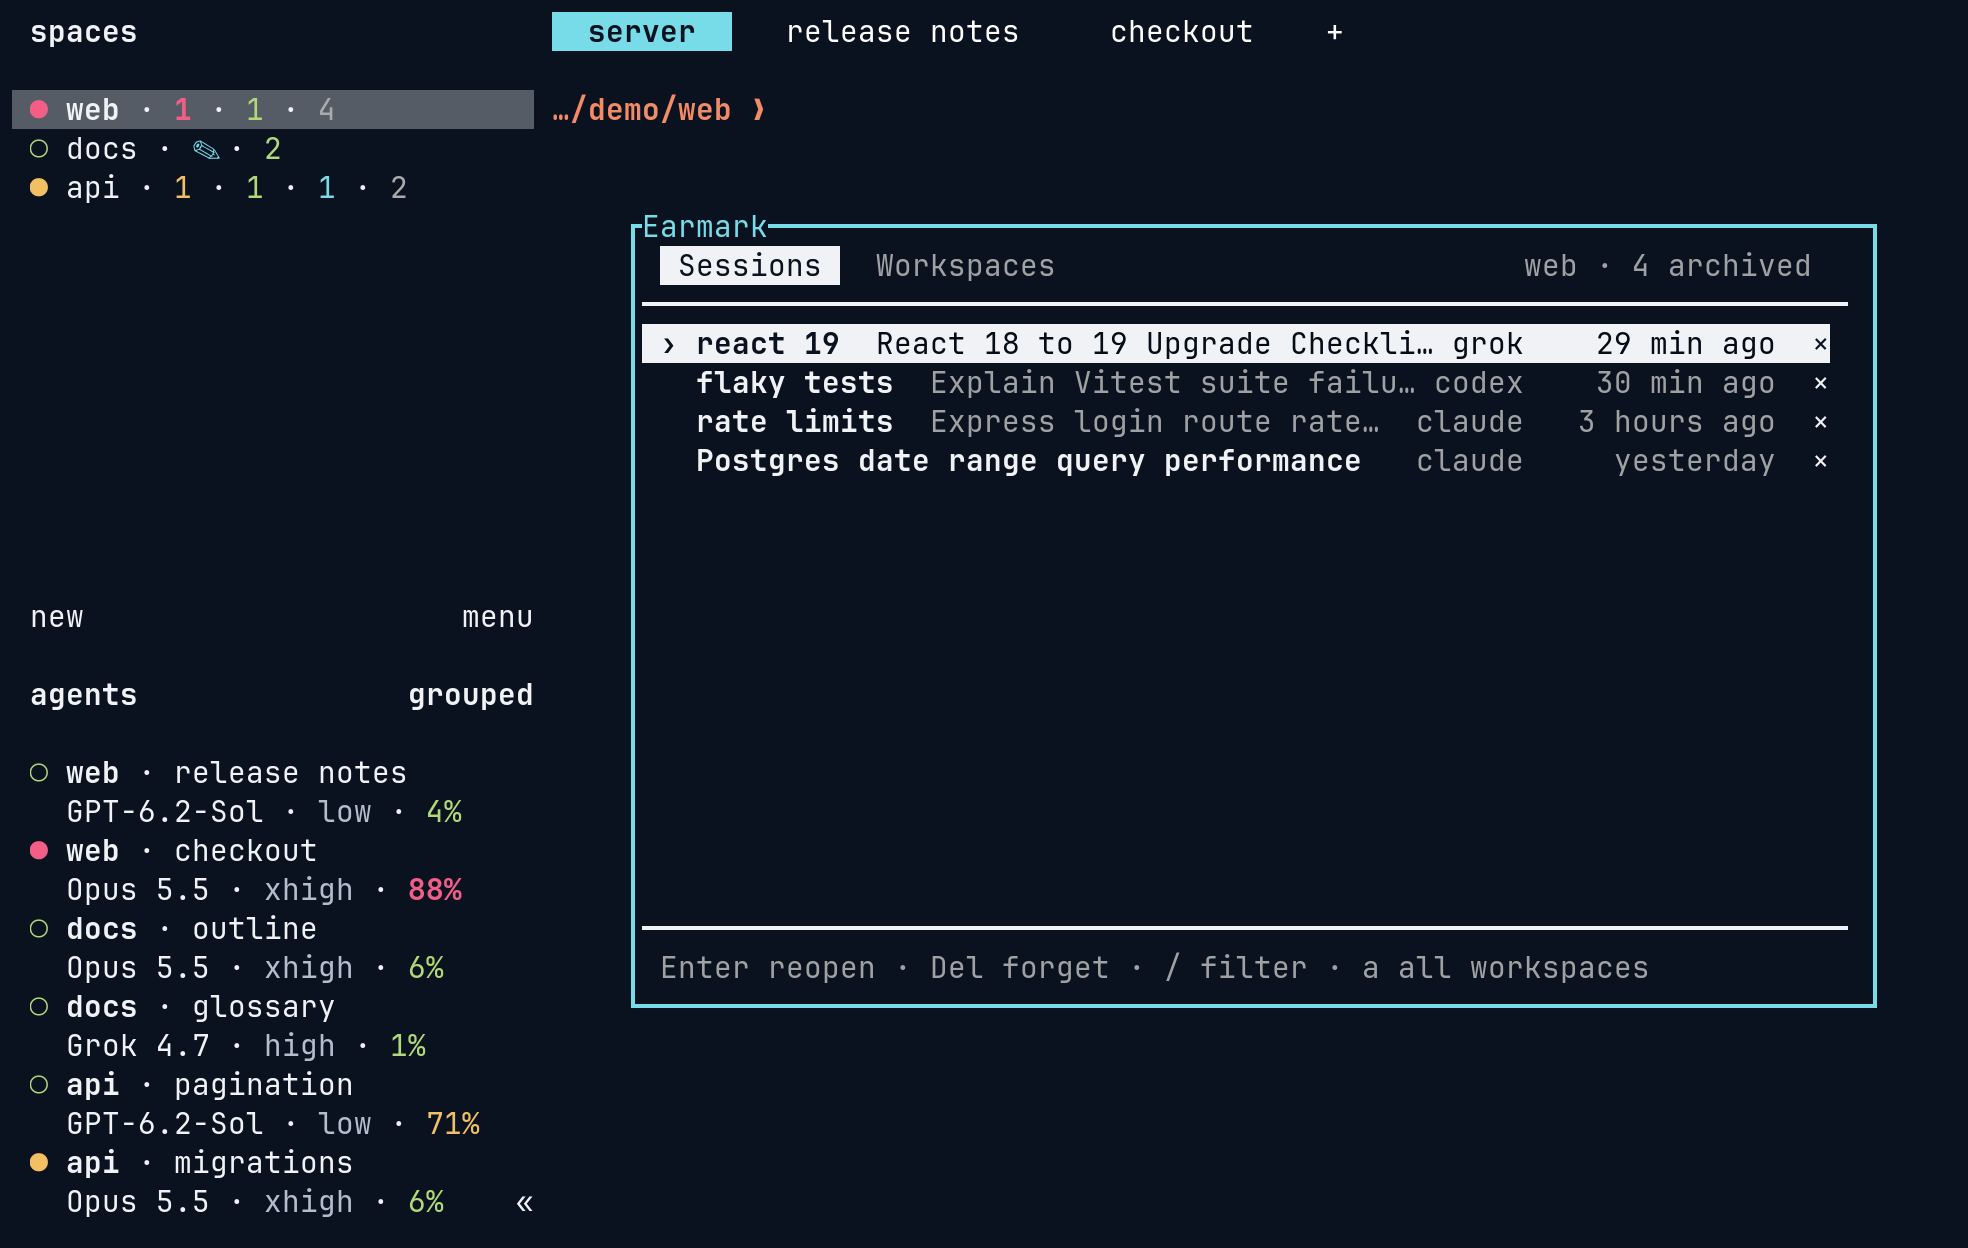 spaces
server release notes checkout +
web · 1 · 1 · 4
…/demo/web ❯
docs · ✎ · 2
api · 1 · 1 · 1 · 2
Earmark
Sessions Workspaces web · 4 archived
› react 19 React 18 to 19 Upgrade Checkli… grok 29 min ago ×
flaky tests Explain Vitest suite failu… codex 30 min ago ×
rate limits Express login route rate… claude 3 hours ago ×
Postgres date range query performance claude yesterday ×
Enter reopen · Del forget · / filter · a all workspaces
new menu
agents grouped
web · release notes
GPT-6.2-Sol · low · 4%
web · checkout
Opus 5.5 · xhigh · 88%
docs · outline
Opus 5.5 · xhigh · 6%
docs · glossary
Grok 4.7 · high · 1%
api · pagination
GPT-6.2-Sol · low · 71%
api · migrations
Opus 5.5 · xhigh · 6% «